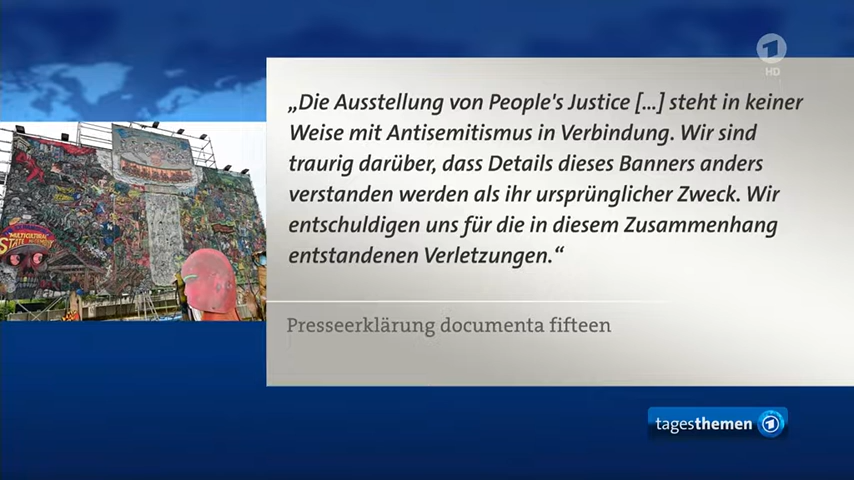 1
HD
„Die Ausstellung von People's Justice [...] steht in keiner
Weise mit Antisemitismus in Verbindung. Wir sind
traurig darüber, dass Details dieses Banners anders
verstanden werden als ihr ursprünglicher Zweck. Wir
entschuldigen uns für die in diesem Zusammenhang
entstandenen Verletzungen.“
Presseerklärung documenta fifteen
MULTICULTURAL
tagesthemen 1